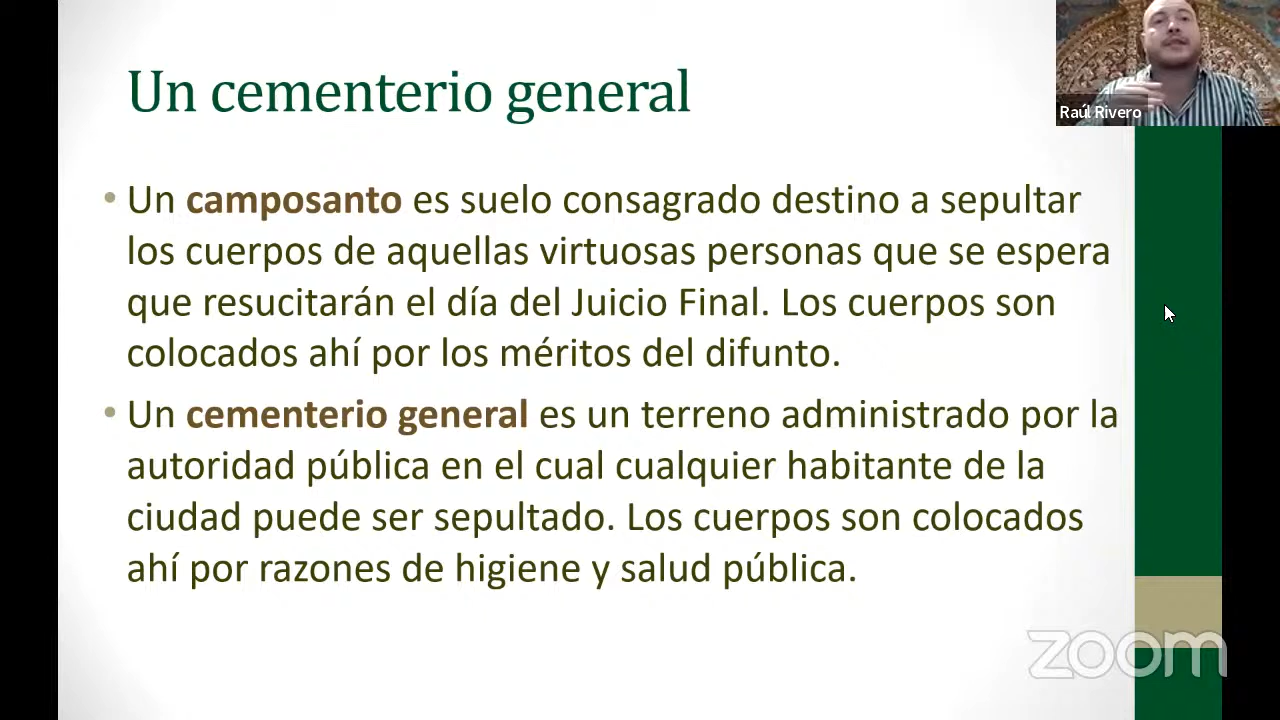 Un cementerio general
Raúl Rivero
• Un camposanto es suelo consagrado destino a sepultar
los cuerpos de aquellas virtuosas personas que se espera
que resucitarán el día del Juicio Final. Los cuerpos son
colocados ahí por los méritos del difunto.
• Un cementerio general es un terreno administrado por la
autoridad pública en el cual cualquier habitante de la
ciudad puede ser sepultado. Los cuerpos son colocados
ahí por razones de higiene y salud pública.
zoom